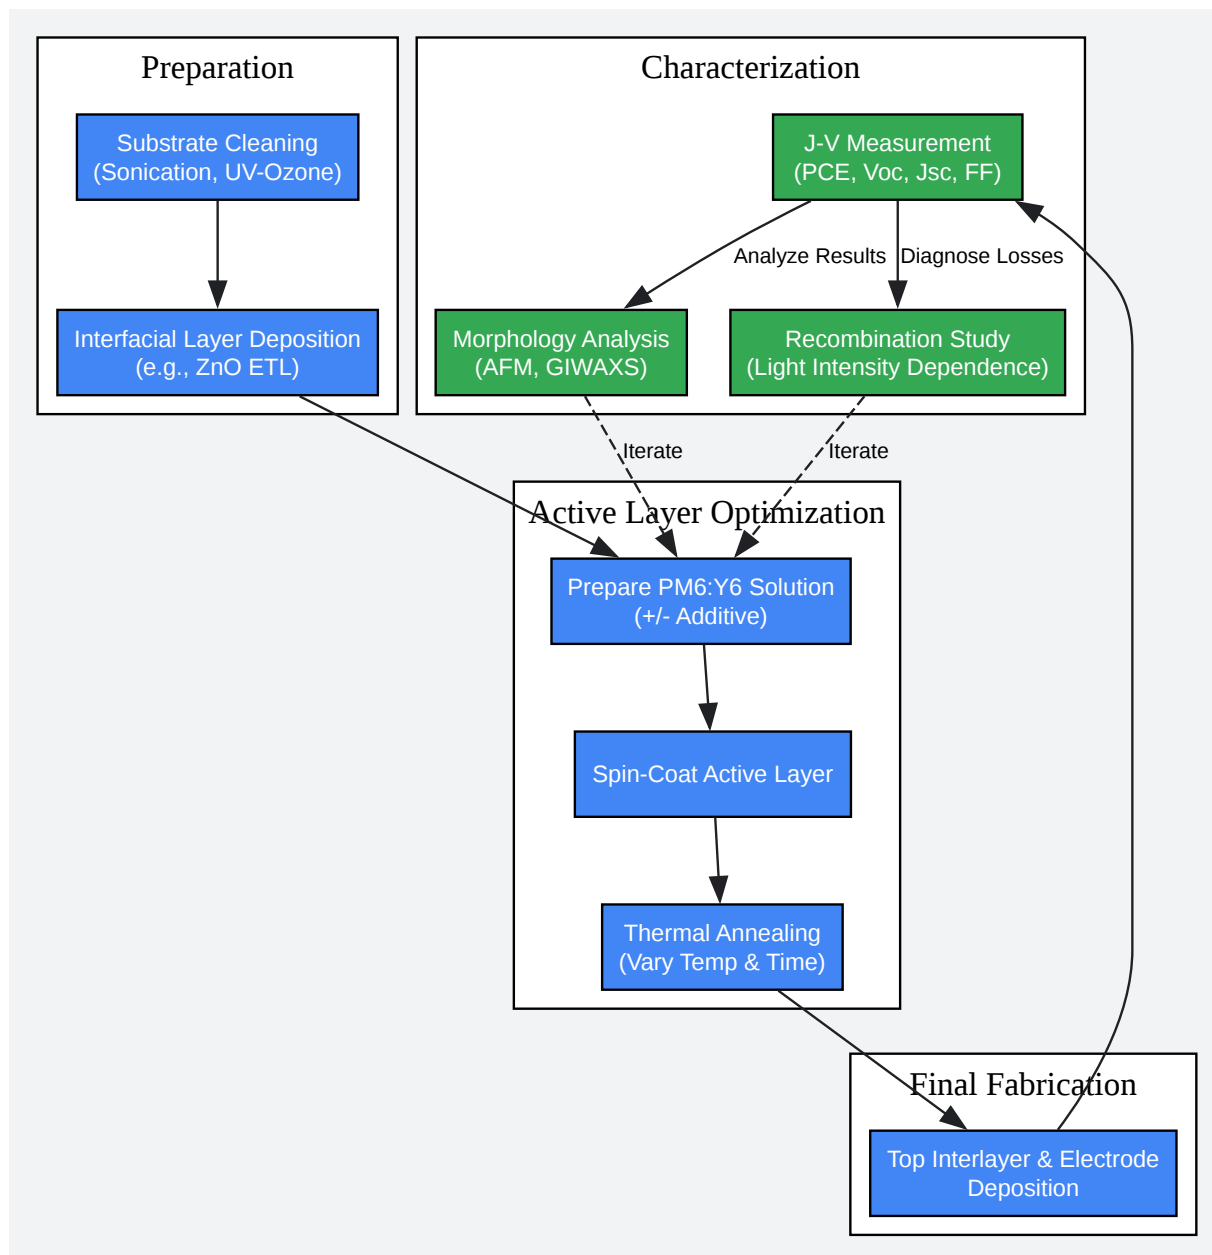 Preparation
Substrate Cleaning
(Sonication, UV-Ozone)
Interfacial Layer Deposition
(e.g., ZnO ETL)
Characterization
J-V Measurement
(PCE, Voc, Jsc, FF)
Analyze Results
Diagnose Losses
Morphology Analysis
(AFM, GIWAXS)
Recombination Study
(Light Intensity Dependence)
Iterate
Iterate
Active Layer Optimization
Prepare PM6:Y6 Solution
(+/- Additive)
Spin-Coat Active Layer
Thermal Annealing
(Vary Temp & Time)
Final Fabrication
Top Interlayer & Electrode
Deposition